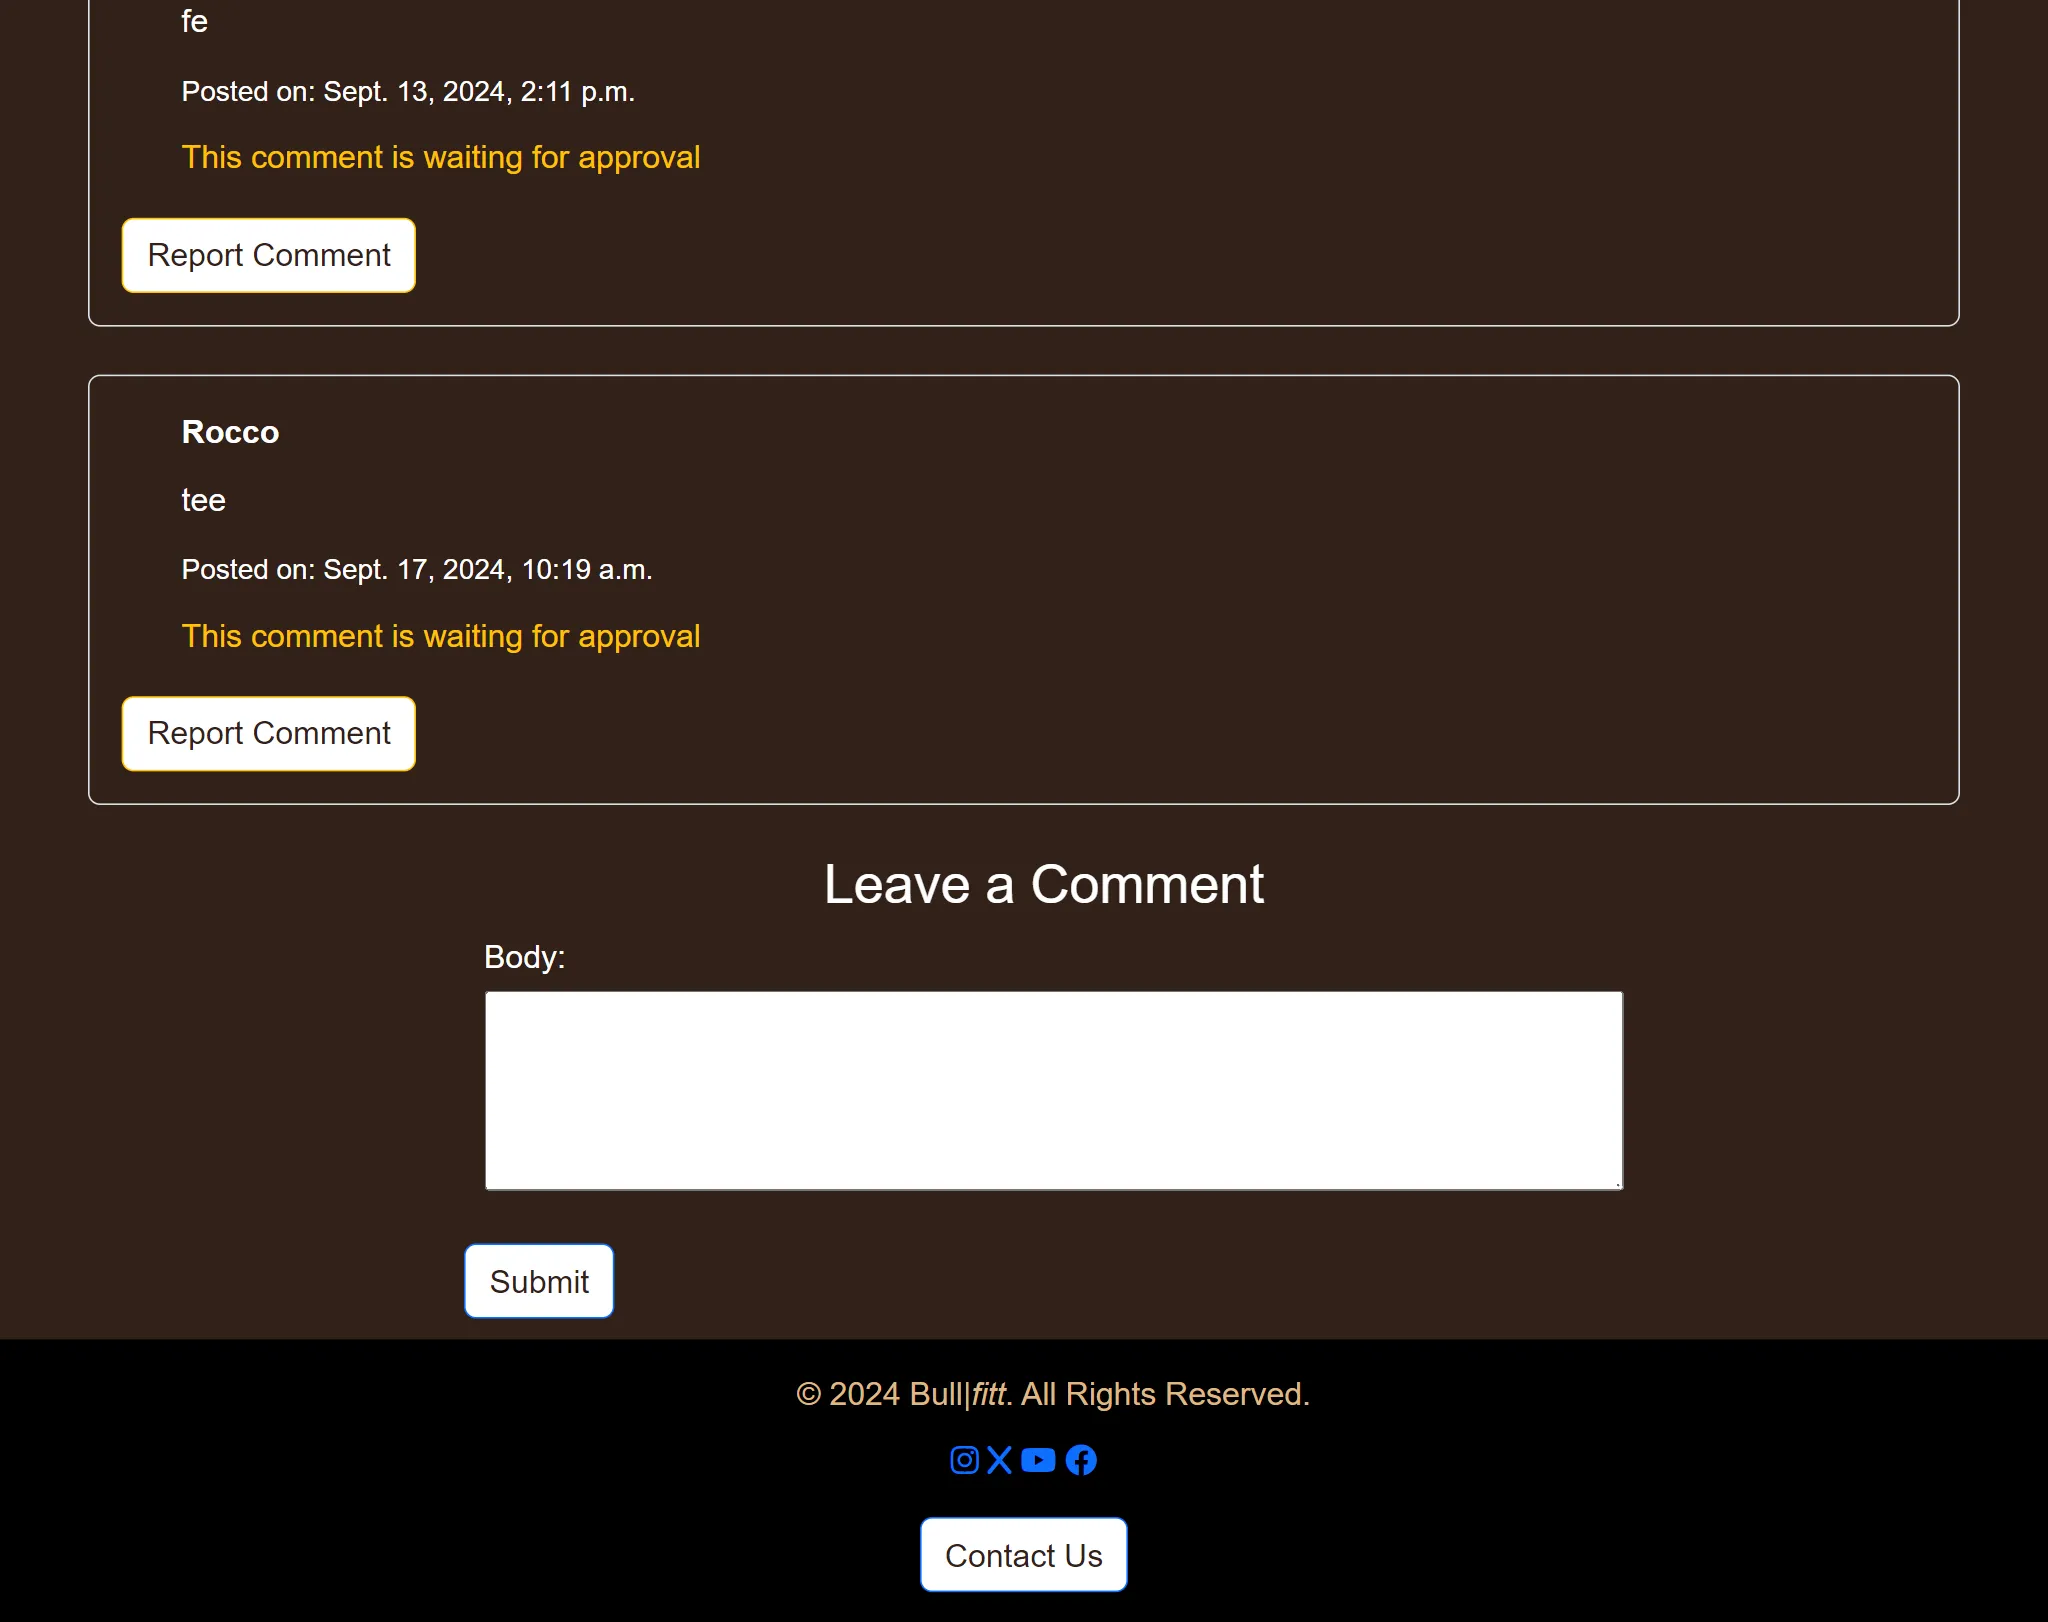 fe
Posted on: Sept. 13, 2024, 2:11 p.m.
This comment is waiting for approval
Report Comment
Rocco
tee
Posted on: Sept. 17, 2024, 10:19 a.m.
This comment is waiting for approval
Report Comment
Leave a Comment
Body:
Submit
© 2024 Bull|fitt. All Rights Reserved.
Contact Us